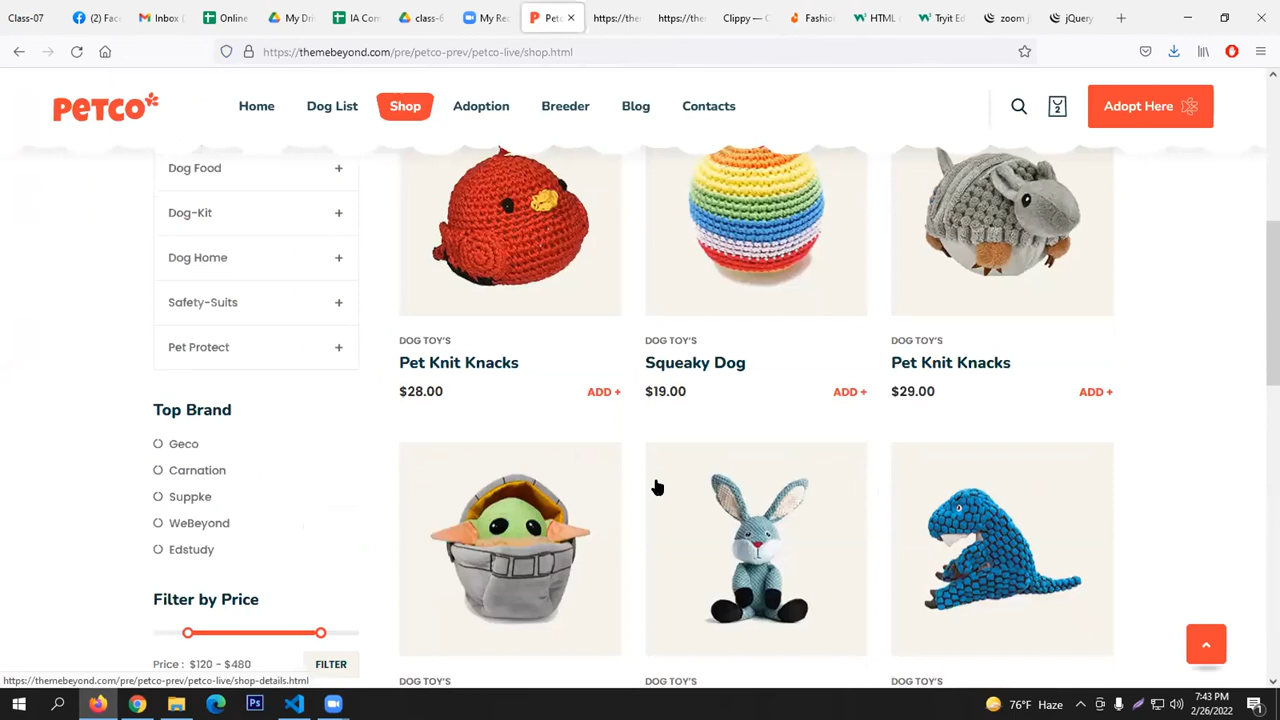 Class-07
(2) Fac
Inbox (
Online
My Dri
IA Com
class-6
My Rec
Petc
https://the
https://the
Clippy — C
Fashio
HTML
Tryit Ed
zoom j
jQuery
https://themebeyond.com/pre/petco-prev/petco-live/shop.html
PETCO
Home
Dog List
Shop
Adoption
Breeder
Blog
Contacts
2
Adopt Here
Dog Food +
Dog-Kit +
Dog Home +
Safety-Suits +
Pet Protect +
Top Brand
Geco
Carnation
Suppke
WeBeyond
Edstudy
Filter by Price
Price : $120 - $480
FILTER
DOG TOY'S
Pet Knit Knacks
$28.00 ADD +
DOG TOY'S
Squeaky Dog
$19.00 ADD +
DOG TOY'S
Pet Knit Knacks
$29.00 ADD +
DOG TOY'S
DOG TOY'S
DOG TOY'S
https://themebeyond.com/pre/petco-prev/petco-live/shop-details.html
Ps
76°F Haze
7:43 PM
2/26/2022